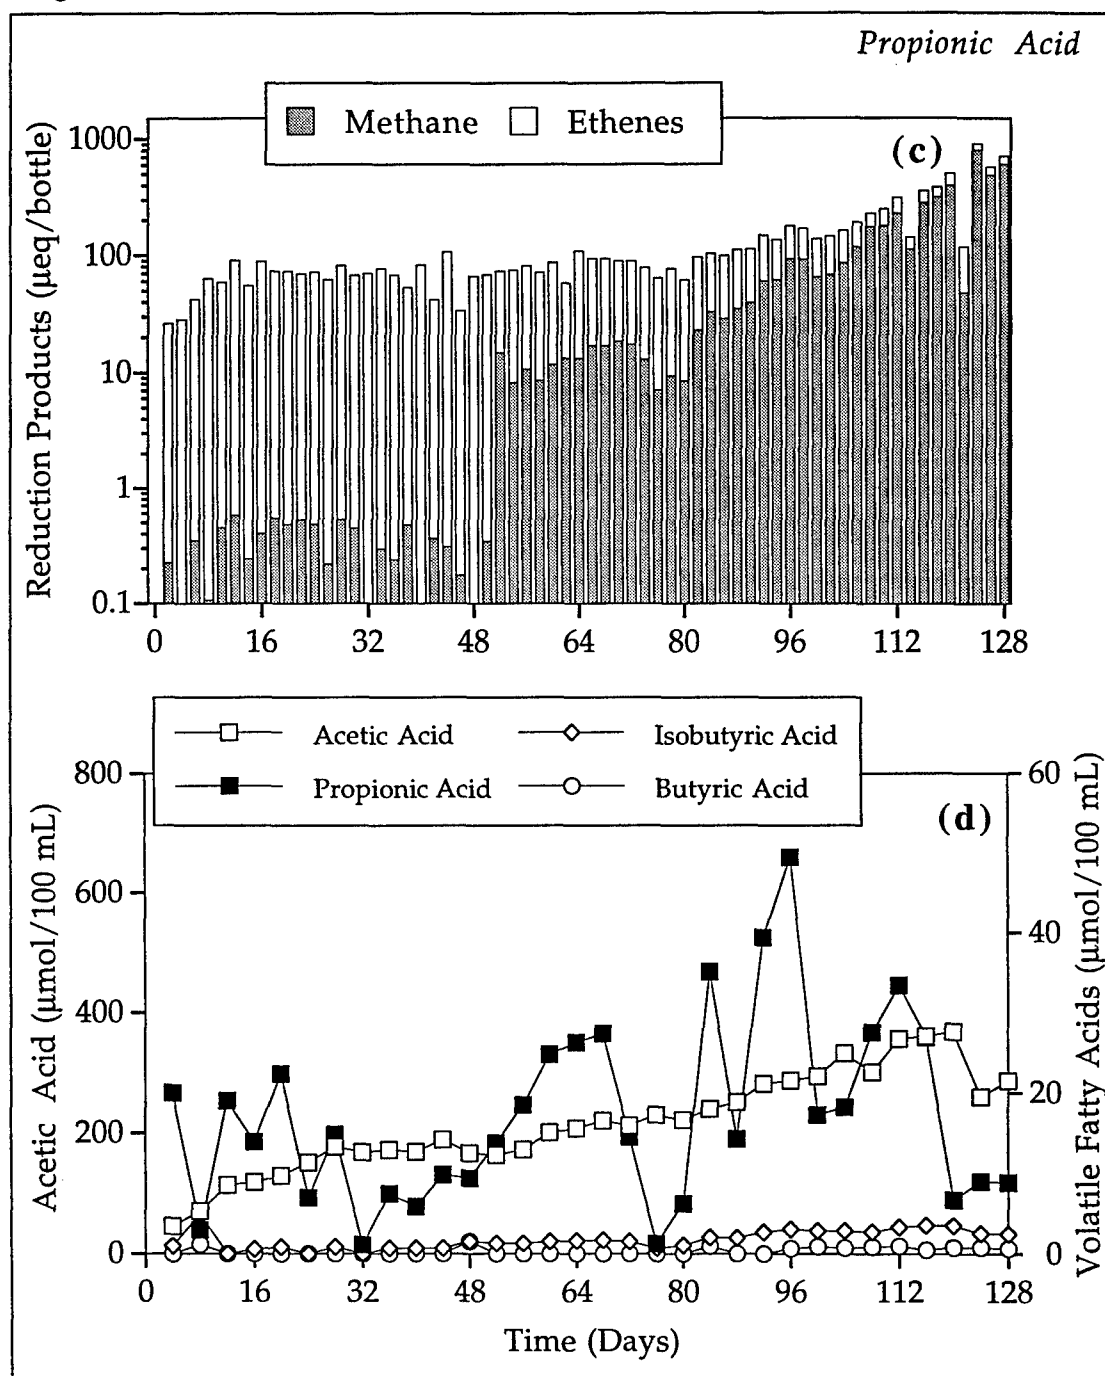 Propionic Acid
Methane Ethenes
(c)
Reduction Products (µeq/bottle)
1000
100
10
1
0.1
0 16 32 48 64 80 96 112 128
Acetic Acid Isobutyric Acid
Propionic Acid Butyric Acid
(d)
Acetic Acid (µmol/100 mL)
800
600
400
200
0
Volatile Fatty Acids (µmol/100 mL)
60
40
20
0
0 16 32 48 64 80 96 112 128
Time (Days)